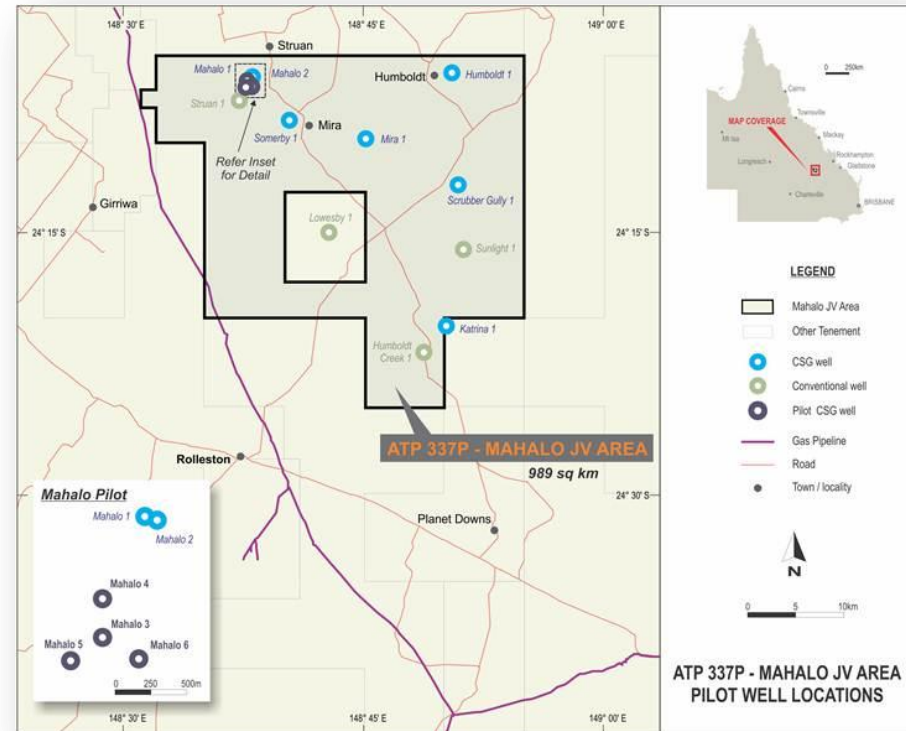 148° 30' E
148° 45' E
149° 00' E
Struan
Mahalo 1
Mahalo 2
Humboldt
Humboldt 1
Struan 1
Somerby 1
Mira
Mira 1
Refer Inset
for Detail
Girriwa
Scrubber Gully 1
Lowesby 1
24° 15' S
24° 15' S
Sunlight 1
Katrina 1
Humboldt
Creek 1
ATP 337P - MAHALO JV AREA
989 sq km
Rolleston
24° 30' S
Planet Downs
Mahalo Pilot
Mahalo 1
Mahalo 2
Mahalo 4
Mahalo 3
Mahalo 5
Mahalo 6
0 250 500m
148° 30' E
148° 45' E
149° 00' E
0 250km
Cairns
Townsville
MAP COVERAGE
Mt Isa
Mackay
Longreach
Rockhampton
Gladstone
Charleville
BRISBANE
LEGEND
Mahalo JV Area
Other Tenement
CSG well
Conventional well
Pilot CSG well
Gas Pipeline
Road
Town / locality
N
0 5 10km
ATP 337P - MAHALO JV AREA
PILOT WELL LOCATIONS